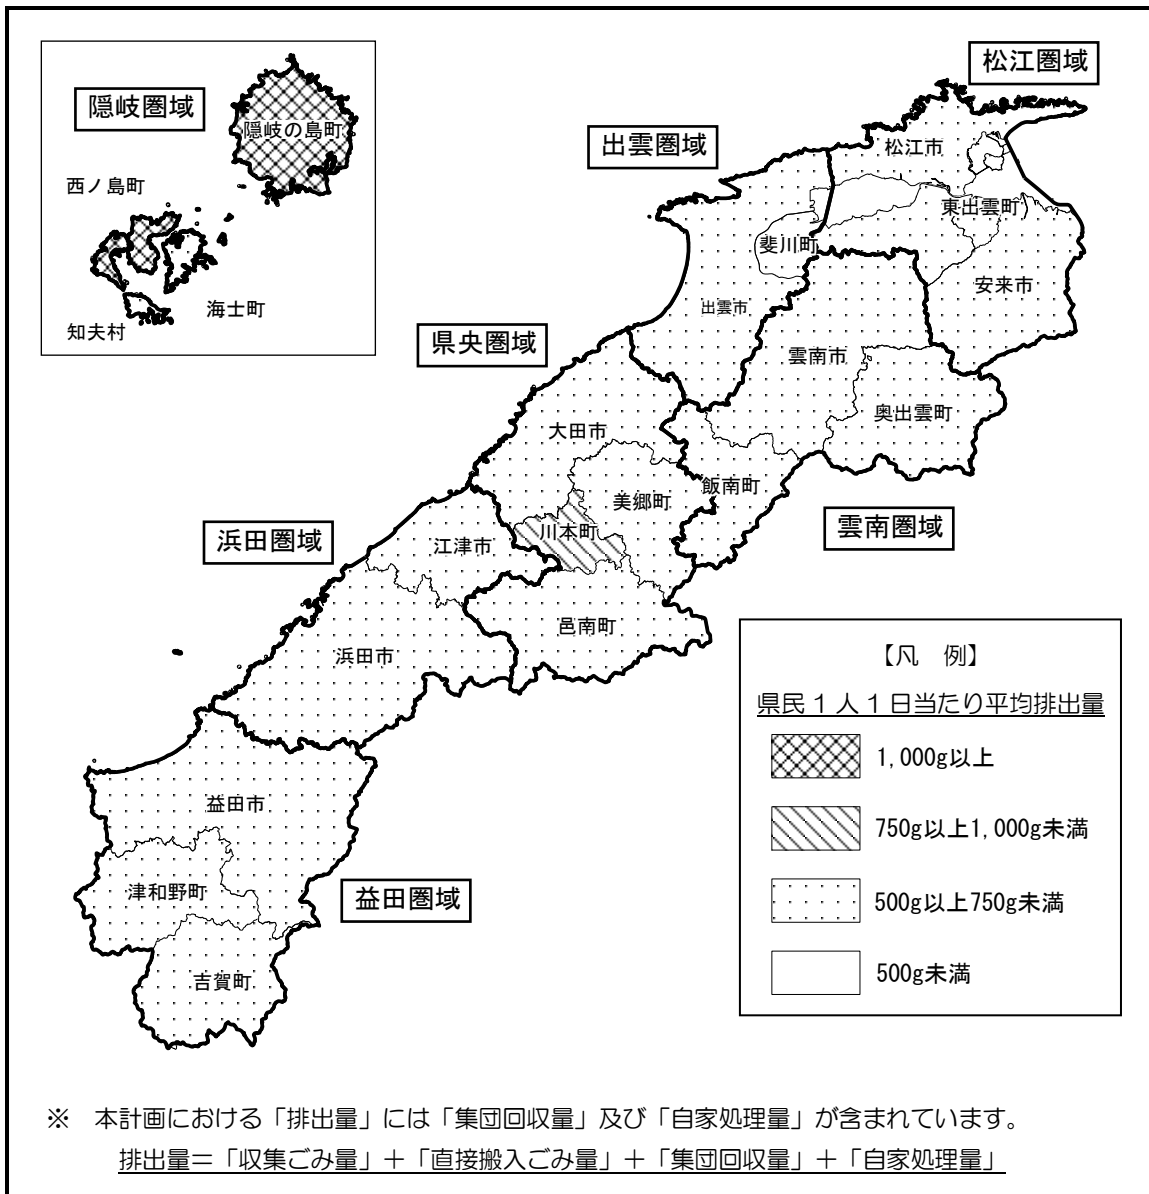 松江圏域
隠岐圏域
隠岐の島町
西ノ島町
海士町
知夫村
出雲圏域
松江市
東出雲町
斐川町
安来市
出雲市
県央圏域
雲南市
奥出雲町
大田市
飯南町
美郷町
川本町
雲南圏域
浜田圏域
江津市
邑南町
浜田市
益田市
津和野町
益田圏域
吉賀町
【凡　例】
県民１人１日当たり平均排出量
1,000g以上
750g以上1,000g未満
500g以上750g未満
500g未満
※　本計画における「排出量」には「集団回収量」及び「自家処理量」が含まれています。
排出量＝「収集ごみ量」＋「直接搬入ごみ量」＋「集団回収量」＋「自家処理量」